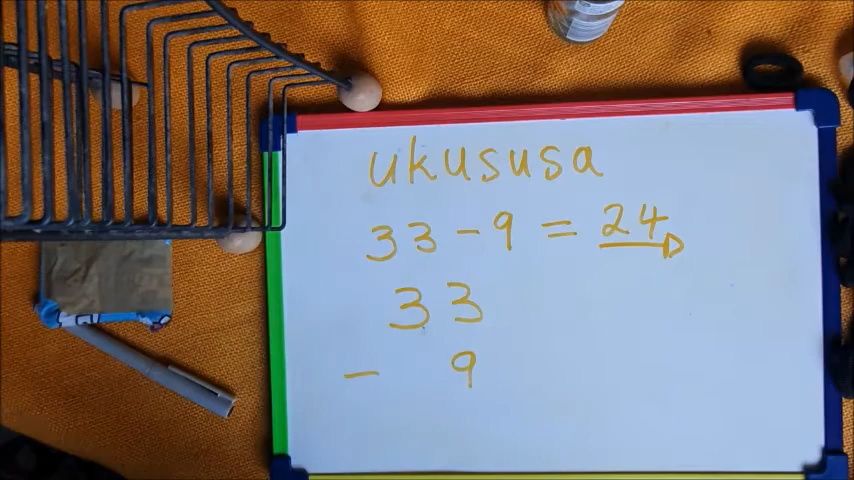 ukususa
33 - 9 = 24
33
- 9